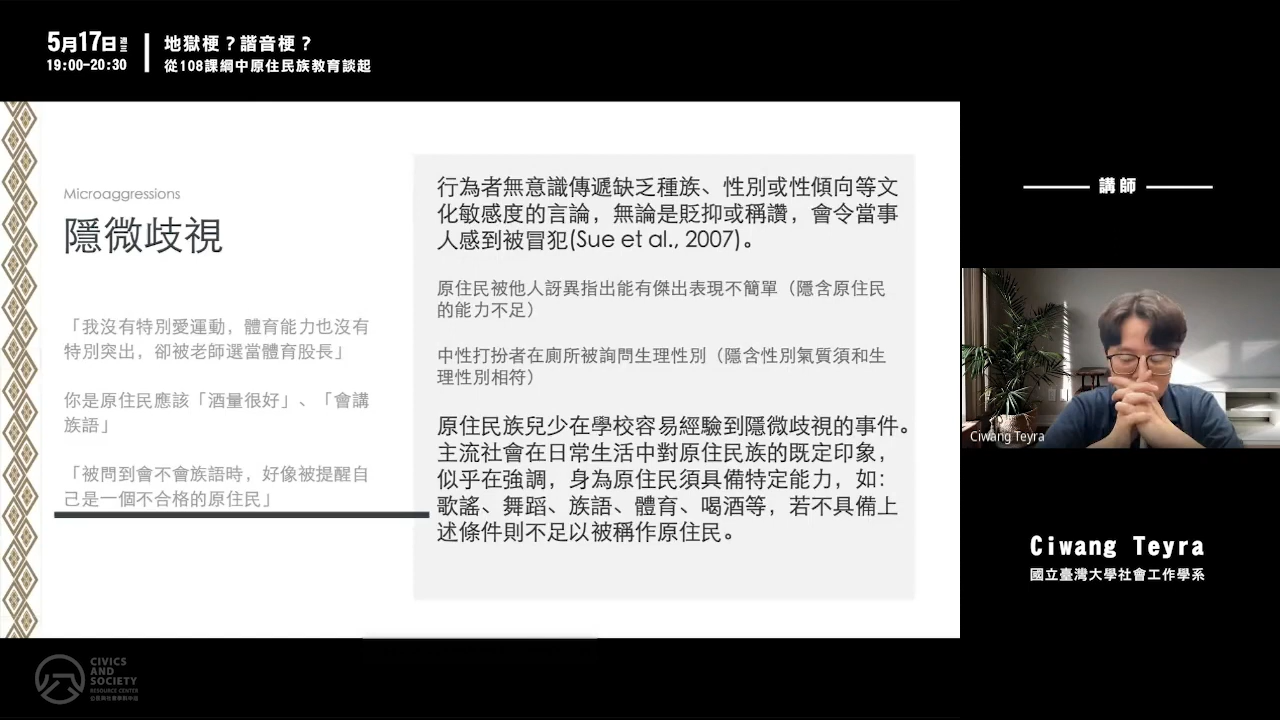 5月17日 週三
19:00-20:30
地獄梗？諧音梗？
從108課綱中原住民族教育談起
Microaggressions
隱微歧視
「我沒有特別愛運動，體育能力也沒有
特別突出，卻被老師選當體育股長」
你是原住民應該「酒量很好」、「會講
族語」
「被問到會不會族語時，好像被提醒自
己是一個不合格的原住民」
行為者無意識傳遞缺乏種族、性別或性傾向等文
化敏感度的言論，無論是貶抑或稱讚，會令當事
人感到被冒犯(Sue et al., 2007)。
原住民被他人訝異指出能有傑出表現不簡單（隱含原住民
的能力不足）
中性打扮者在廁所被詢問生理性別（隱含性別氣質須和生
理性別相符）
原住民族兒少在學校容易經驗到隱微歧視的事件。
主流社會在日常生活中對原住民族的既定印象，
似乎在強調，身為原住民須具備特定能力，如：
歌謠、舞蹈、族語、體育、喝酒等，若不具備上
述條件則不足以被稱作原住民。
講師
Ciwang Teyra
Ciwang Teyra
國立臺灣大學社會工作學系
CIVICS
AND
SOCIETY
RESOURCE CENTER
公民與社會學科中心